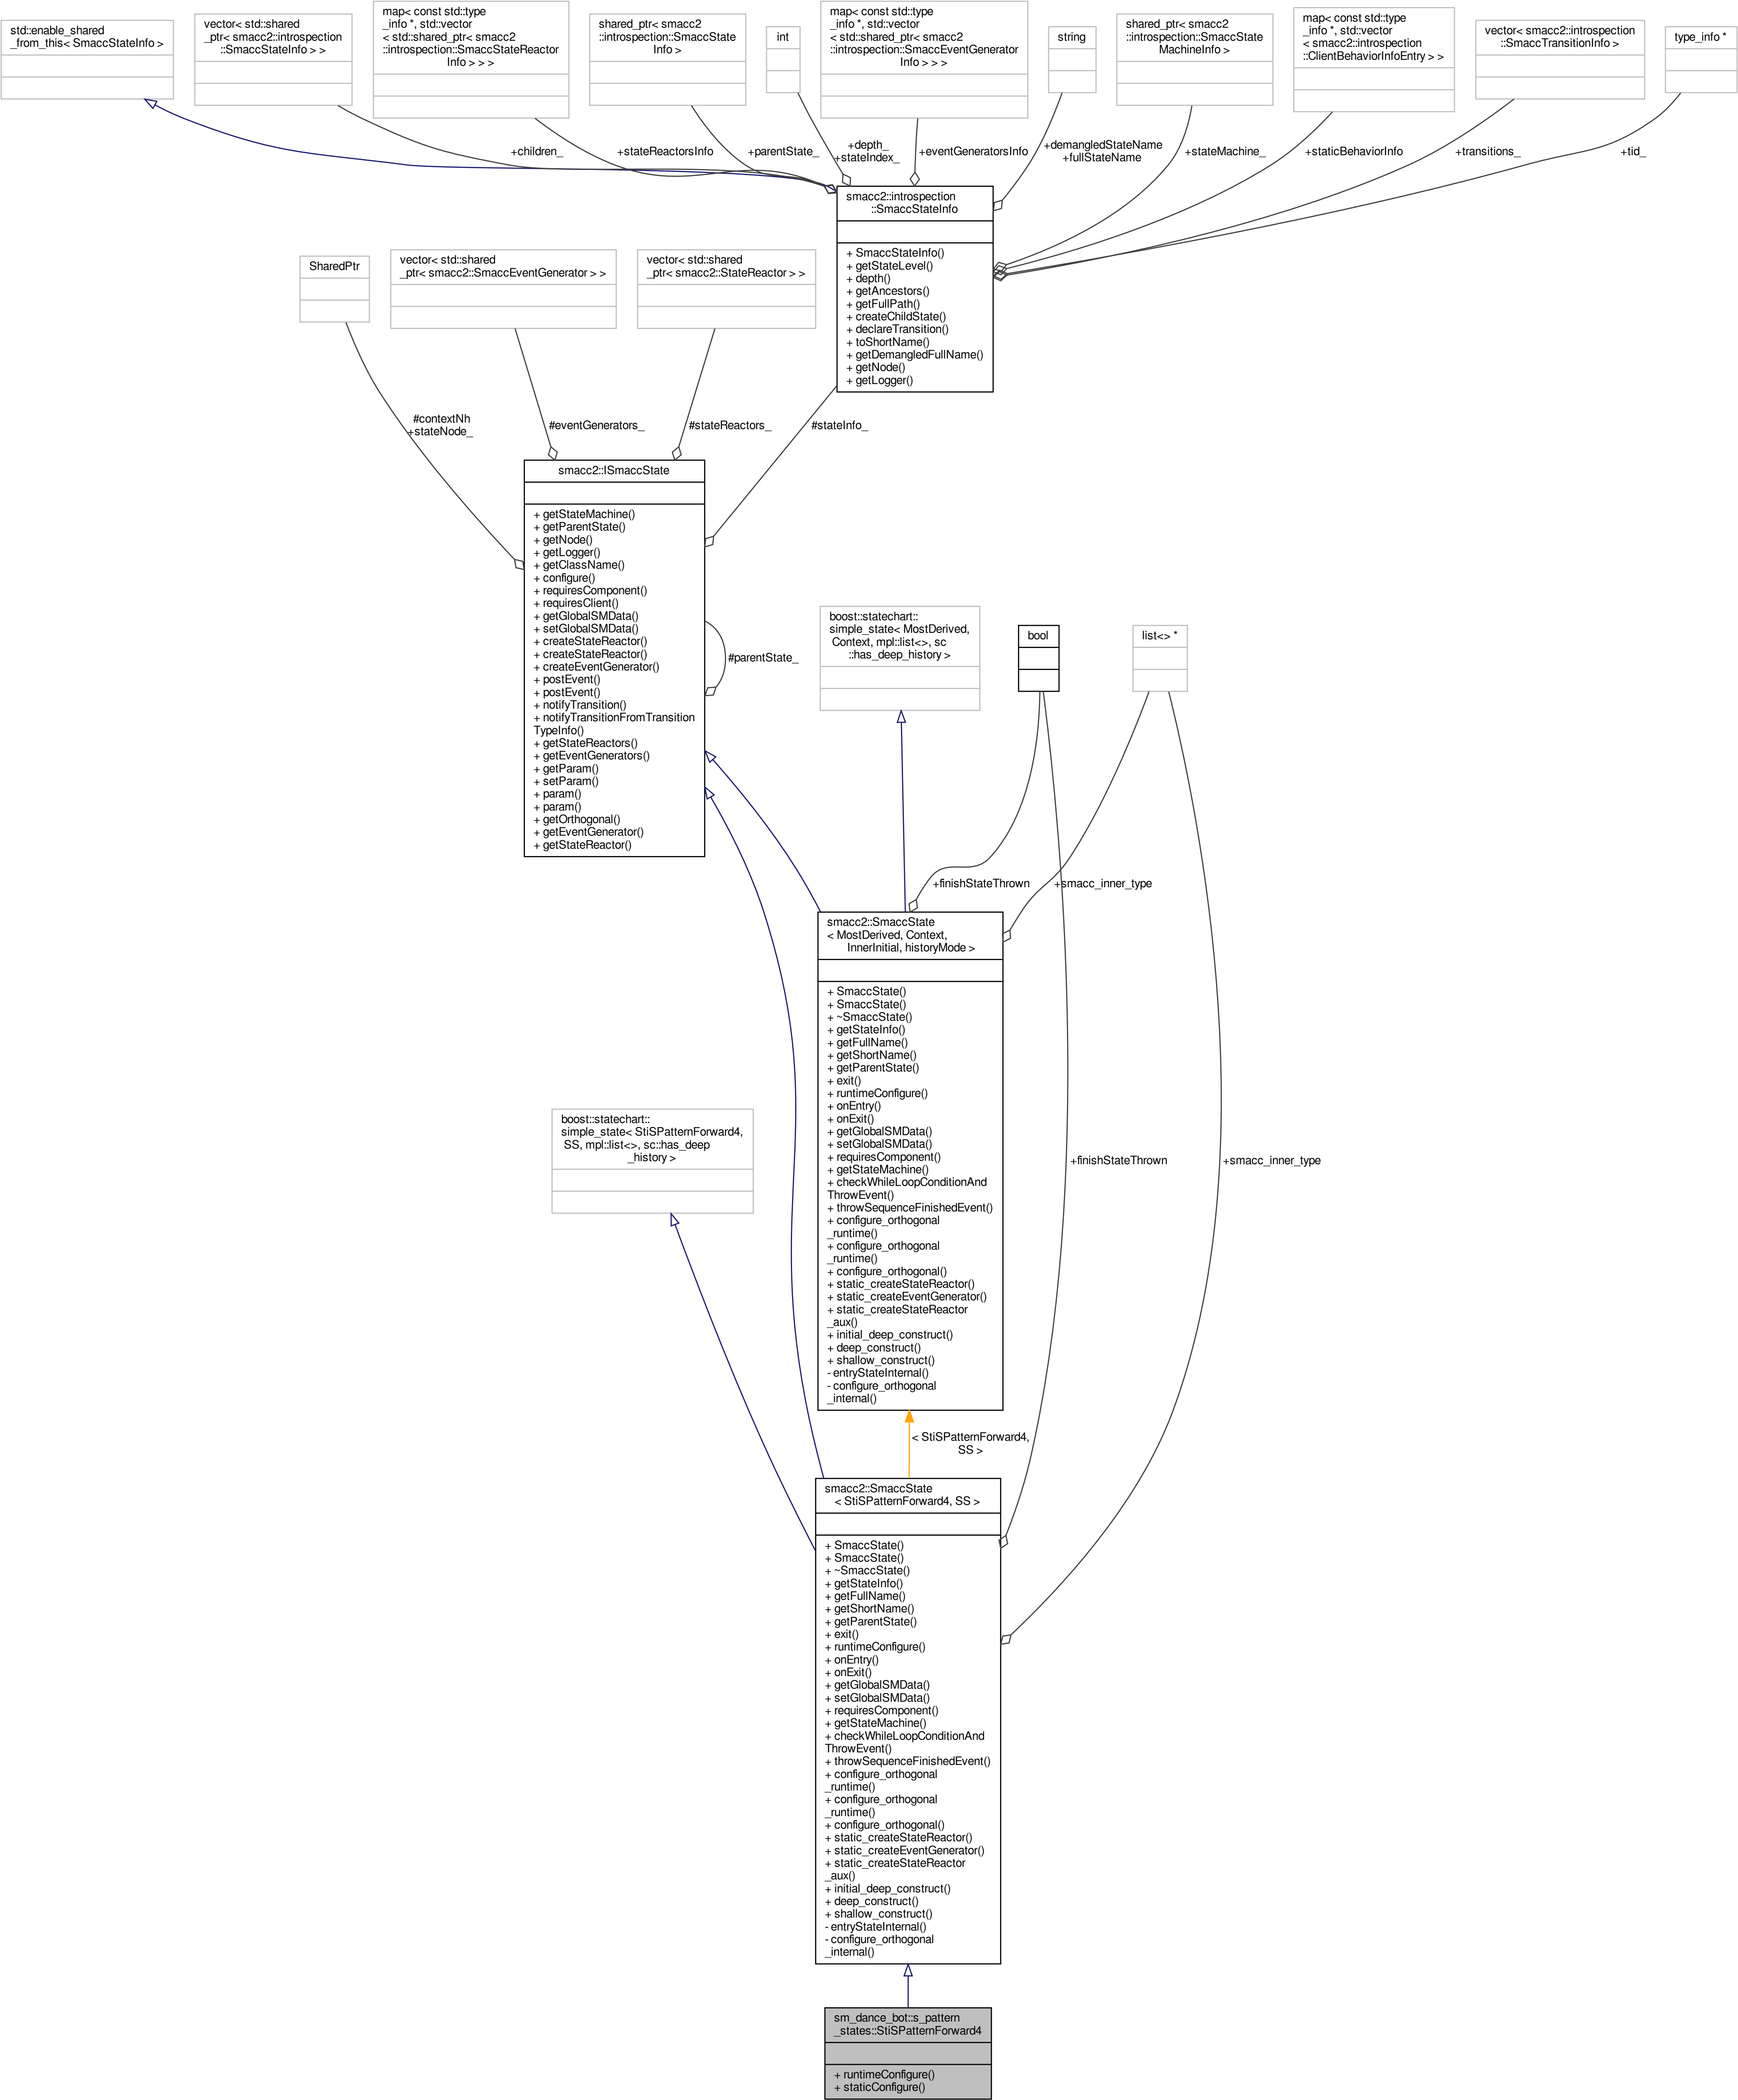 std::enable_shared
_from_this< SmaccStateInfo >
vector< std::shared
_ptr< smacc2::introspection
::SmaccStateInfo > >
map< const std::type
_info *, std::vector
< std::shared_ptr< smacc2
::introspection::SmaccStateReactor
Info > > >
shared_ptr< smacc2
::introspection::SmaccState
Info >
int
map< const std::type
_info *, std::vector
< std::shared_ptr< smacc2
::introspection::SmaccEventGenerator
Info > > >
string
shared_ptr< smacc2
::introspection::SmaccState
MachineInfo >
map< const std::type
_info *, std::vector
< smacc2::introspection
::ClientBehaviorInfoEntry > >
vector< smacc2::introspection
::SmaccTransitionInfo >
type_info *
+children_
+stateReactorsInfo
+parentState_
+depth_
+stateIndex_
+eventGeneratorsInfo
+demangledStateName
+fullStateName
+stateMachine_
+staticBehaviorInfo
+transitions_
+tid_
smacc2::introspection
::SmaccStateInfo
+ SmaccStateInfo()
+ getStateLevel()
+ depth()
+ getAncestors()
+ getFullPath()
+ createChildState()
+ declareTransition()
+ toShortName()
+ getDemangledFullName()
+ getNode()
+ getLogger()
SharedPtr
vector< std::shared
_ptr< smacc2::SmaccEventGenerator > >
vector< std::shared
_ptr< smacc2::StateReactor > >
#contextNh
+stateNode_
#eventGenerators_
#stateReactors_
#stateInfo_
smacc2::ISmaccState
+ getStateMachine()
+ getParentState()
+ getNode()
+ getLogger()
+ getClassName()
+ configure()
+ requiresComponent()
+ requiresClient()
+ getGlobalSMData()
+ setGlobalSMData()
+ createStateReactor()
+ createStateReactor()
+ createEventGenerator()
+ postEvent()
+ postEvent()
+ notifyTransition()
+ notifyTransitionFromTransition
TypeInfo()
+ getStateReactors()
+ getEventGenerators()
+ getParam()
+ setParam()
+ param()
+ param()
+ getOrthogonal()
+ getEventGenerator()
+ getStateReactor()
#parentState_
boost::statechart::
simple_state< MostDerived,
Context, mpl::list<>, sc
::has_deep_history >
bool
list<> *
+finishStateThrown
+smacc_inner_type
smacc2::SmaccState
< MostDerived, Context,
InnerInitial, historyMode >
+ SmaccState()
+ SmaccState()
+ ~SmaccState()
+ getStateInfo()
+ getFullName()
+ getShortName()
+ getParentState()
+ exit()
+ runtimeConfigure()
+ onEntry()
+ onExit()
+ getGlobalSMData()
+ setGlobalSMData()
+ requiresComponent()
+ getStateMachine()
+ checkWhileLoopConditionAnd
ThrowEvent()
+ throwSequenceFinishedEvent()
+ configure_orthogonal
_runtime()
+ configure_orthogonal
_runtime()
+ configure_orthogonal()
+ static_createStateReactor()
+ static_createEventGenerator()
+ static_createStateReactor
_aux()
+ initial_deep_construct()
+ deep_construct()
+ shallow_construct()
- entryStateInternal()
- configure_orthogonal
_internal()
boost::statechart::
simple_state< StiSPatternForward4,
SS, mpl::list<>, sc::has_deep
_history >
+finishStateThrown
+smacc_inner_type
< StiSPatternForward4,
SS >
smacc2::SmaccState
< StiSPatternForward4, SS >
+ SmaccState()
+ SmaccState()
+ ~SmaccState()
+ getStateInfo()
+ getFullName()
+ getShortName()
+ getParentState()
+ exit()
+ runtimeConfigure()
+ onEntry()
+ onExit()
+ getGlobalSMData()
+ setGlobalSMData()
+ requiresComponent()
+ getStateMachine()
+ checkWhileLoopConditionAnd
ThrowEvent()
+ throwSequenceFinishedEvent()
+ configure_orthogonal
_runtime()
+ configure_orthogonal
_runtime()
+ configure_orthogonal()
+ static_createStateReactor()
+ static_createEventGenerator()
+ static_createStateReactor
_aux()
+ initial_deep_construct()
+ deep_construct()
+ shallow_construct()
- entryStateInternal()
- configure_orthogonal
_internal()
sm_dance_bot::s_pattern
_states::StiSPatternForward4
+ runtimeConfigure()
+ staticConfigure()